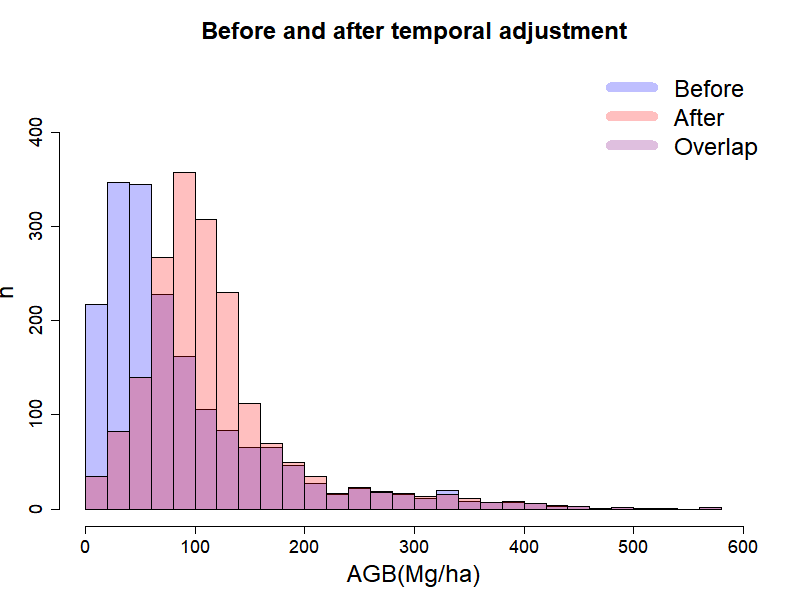 Before and after temporal adjustment
Before
After
Overlap
400
300
200
100
0
n
0 100 200 300 400 500 600
AGB(Mg/ha)